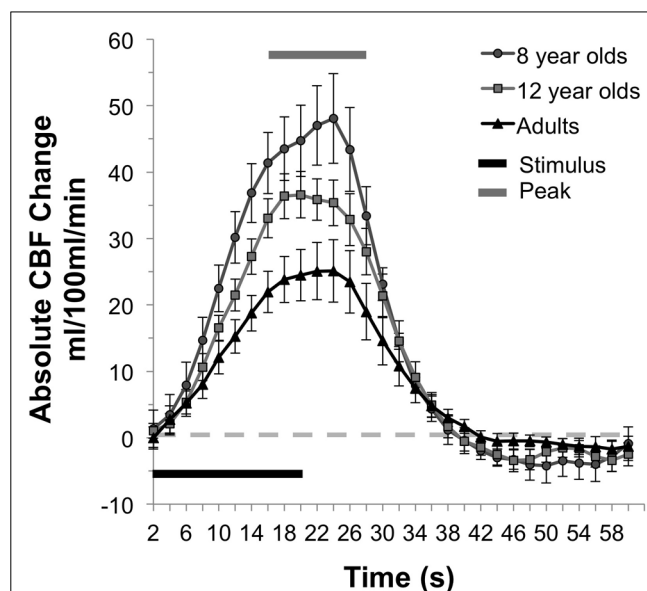 60
50
40
30
20
10
0
-10
Absolute CBF Change
ml/100ml/min
8 year olds
12 year olds
Adults
Stimulus
Peak
2 6 10 14 18 22 26 30 34 38 42 46 50 54 58
Time (s)